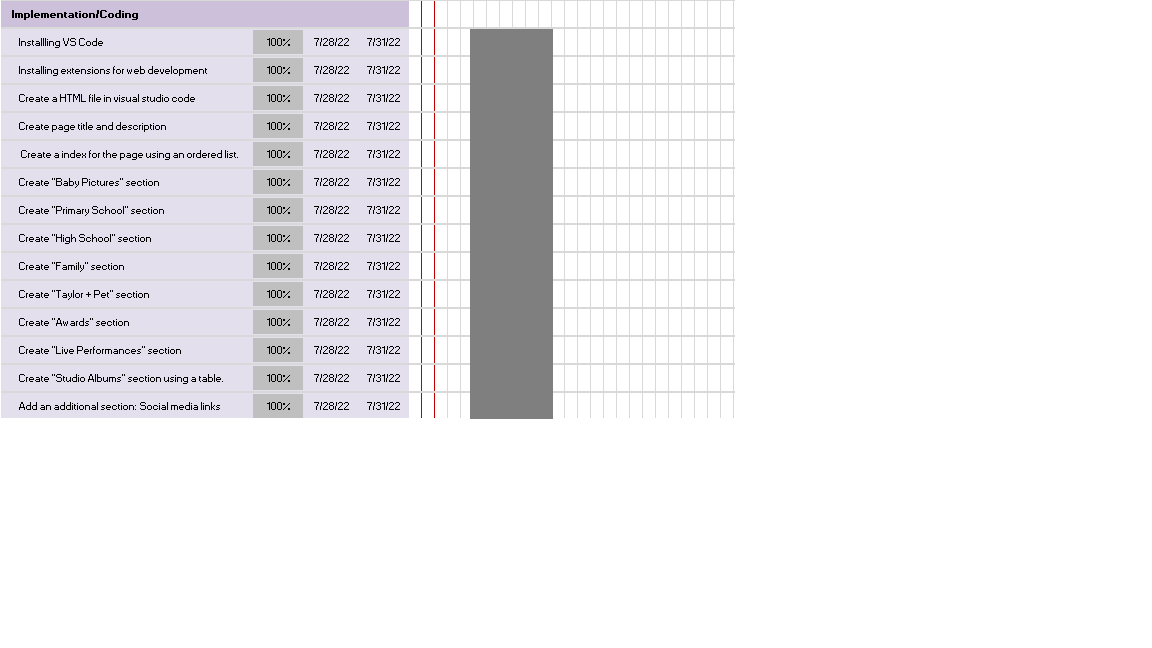 Implementation/Coding
Installling VS Code 100% 7/28/22 7/31/22
Installing extensions for web development 100% 7/28/22 7/31/22
Create a HTML file in visual studio code 100% 7/28/22 7/31/22
Create page title and description 100% 7/28/22 7/31/22
Create a index for the page using an ordered list. 100% 7/28/22 7/31/22
Create "Baby Pictures" section 100% 7/28/22 7/31/22
Create "Primary School" section 100% 7/28/22 7/31/22
Create "High School" section 100% 7/28/22 7/31/22
Create "Family" section 100% 7/28/22 7/31/22
Create "Taylor + Pet" section 100% 7/28/22 7/31/22
Create "Awards" section 100% 7/28/22 7/31/22
Create "Live Performances" section 100% 7/28/22 7/31/22
Create "Studio Albums" section using a table. 100% 7/28/22 7/31/22
Add an additional section: Social media links 100% 7/28/22 7/31/22